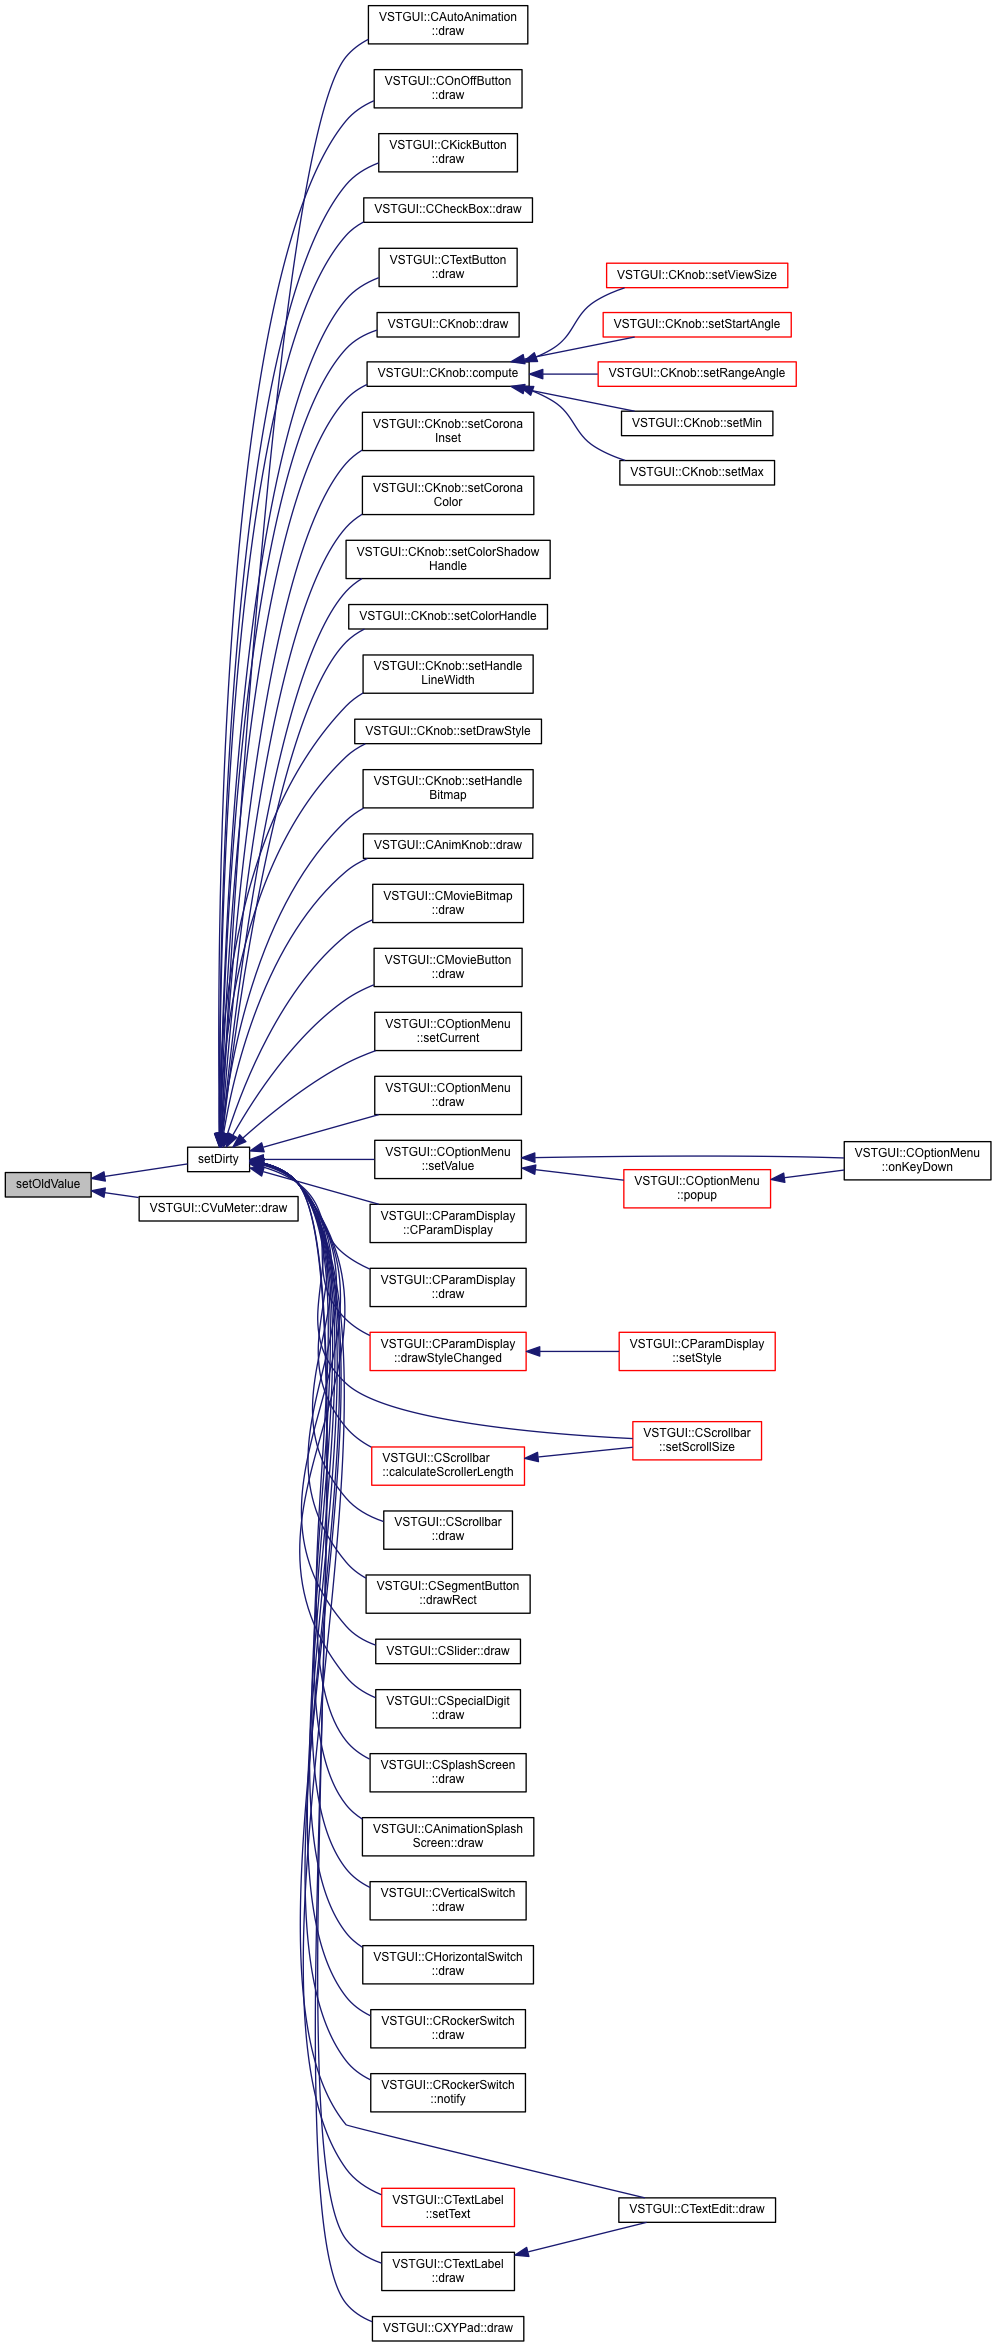 VSTGUI::CAutoAnimation
::draw
VSTGUI::COnOffButton
::draw
VSTGUI::CKickButton
::draw
VSTGUI::CCheckBox::draw
VSTGUI::CTextButton
::draw
VSTGUI::CKnob::draw
VSTGUI::CKnob::compute
VSTGUI::CKnob::setViewSize
VSTGUI::CKnob::setStartAngle
VSTGUI::CKnob::setRangeAngle
VSTGUI::CKnob::setMin
VSTGUI::CKnob::setMax
VSTGUI::CKnob::setCorona
Inset
VSTGUI::CKnob::setCorona
Color
VSTGUI::CKnob::setColorShadow
Handle
VSTGUI::CKnob::setColorHandle
VSTGUI::CKnob::setHandle
LineWidth
VSTGUI::CKnob::setDrawStyle
VSTGUI::CKnob::setHandle
Bitmap
VSTGUI::CAnimKnob::draw
VSTGUI::CMovieBitmap
::draw
VSTGUI::CMovieButton
::draw
VSTGUI::COptionMenu
::setCurrent
VSTGUI::COptionMenu
::draw
setOldValue
setDirty
VSTGUI::CVuMeter::draw
VSTGUI::COptionMenu
::setValue
VSTGUI::COptionMenu
::popup
VSTGUI::COptionMenu
::onKeyDown
VSTGUI::CParamDisplay
::CParamDisplay
VSTGUI::CParamDisplay
::draw
VSTGUI::CParamDisplay
::drawStyleChanged
VSTGUI::CParamDisplay
::setStyle
VSTGUI::CScrollbar
::setScrollSize
VSTGUI::CScrollbar
::calculateScrollerLength
VSTGUI::CScrollbar
::draw
VSTGUI::CSegmentButton
::drawRect
VSTGUI::CSlider::draw
VSTGUI::CSpecialDigit
::draw
VSTGUI::CSplashScreen
::draw
VSTGUI::CAnimationSplash
Screen::draw
VSTGUI::CVerticalSwitch
::draw
VSTGUI::CHorizontalSwitch
::draw
VSTGUI::CRockerSwitch
::draw
VSTGUI::CRockerSwitch
::notify
VSTGUI::CTextLabel
::setText
VSTGUI::CTextEdit::draw
VSTGUI::CTextLabel
::draw
VSTGUI::CXYPad::draw